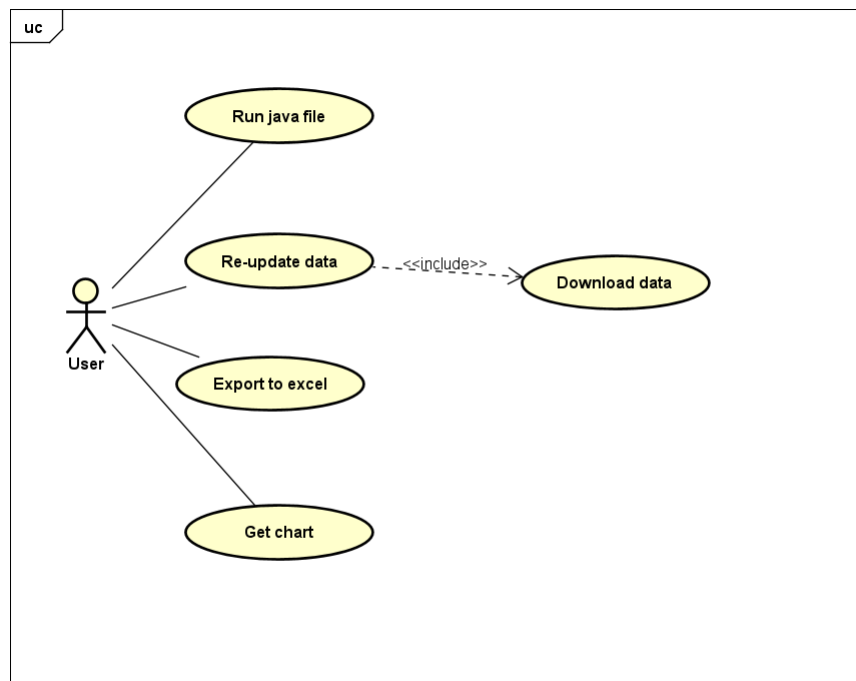 uc
Run java file
Re-update data
<<include>>
Download data
User
Export to excel
Get chart